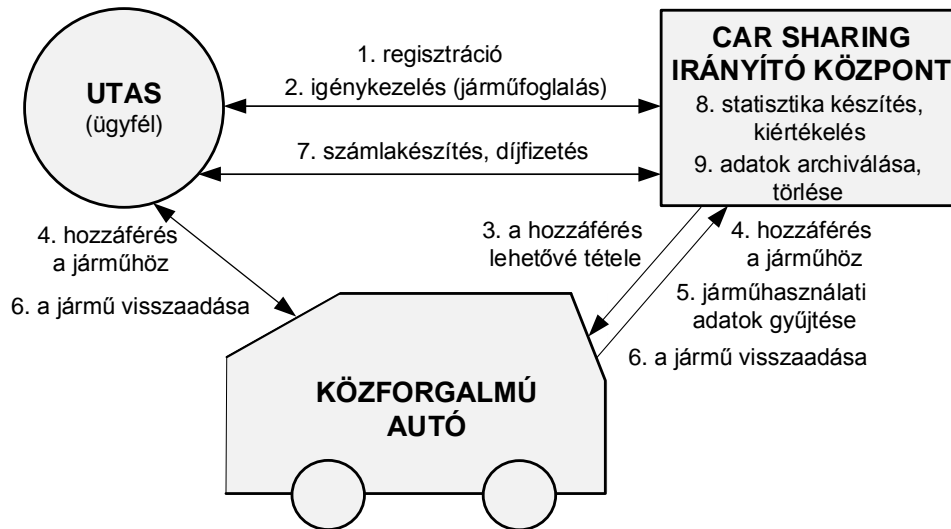 UTAS
(ügyfél)
1. regisztráció
2. igénykezelés (járműfoglalás)
7. számlakészítés, díjfizetés
CAR SHARING
IRÁNYÍTÓ KÖZPONT
8. statisztika készítés,
kiértékelés
9. adatok archiválása,
törlése
4. hozzáférés
a járműhöz
6. a jármű visszaadása
3. a hozzáférés
lehetővé tétele
4. hozzáférés
a járműhöz
5. járműhasználati
adatok gyűjtése
6. a jármű visszaadása
KÖZFORGALMÚ
AUTÓ